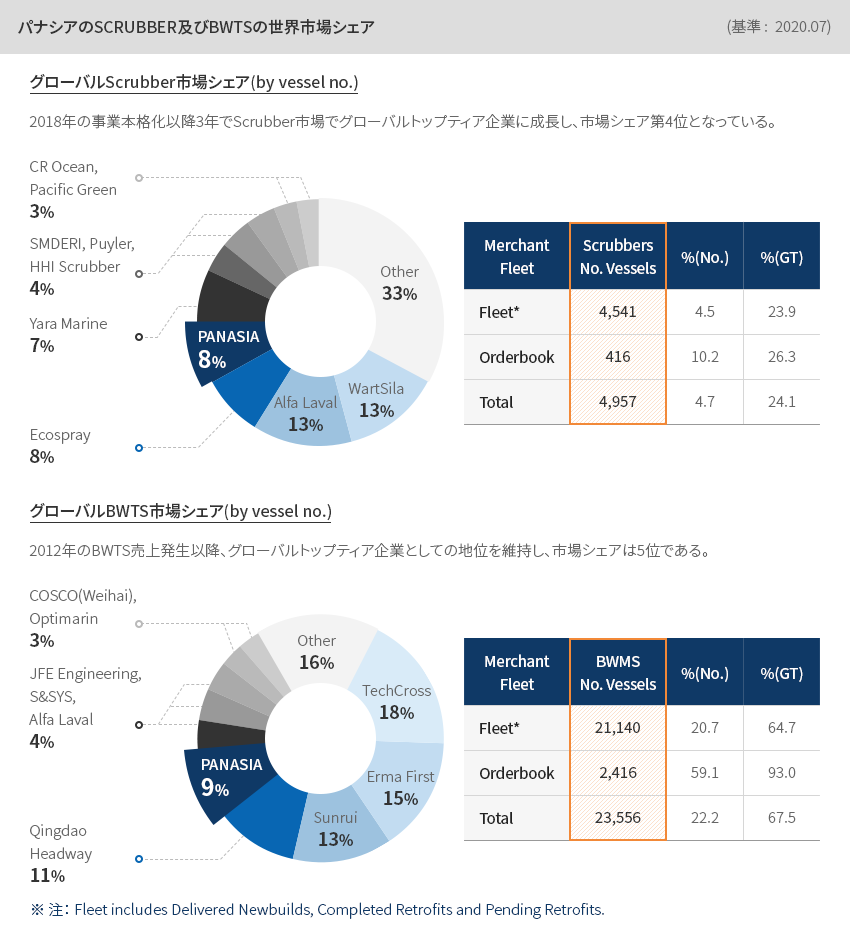 パナシアのSCRUBBER及びBWTSの世界市場シェア
(基準 : 2020.07)
グローバルScrubber市場シェア(by vessel no.)
2018年の事業本格化以降3年でScrubber市場でグローバルトップティア企業に成長し、市場シェア第4位となっている。
CR Ocean,
Pacific Green
3%
SMDERI, Puyler,
HHI Scrubber
4%
Yara Marine
7%
PANASIA
8%
Ecospray
8%
Alfa Laval
13%
WartSila
13%
Other
33%
Merchant
Fleet
Scrubbers
No. Vessels
%(No.)
%(GT)
Fleet* 4,541 4.5 23.9
Orderbook 416 10.2 26.3
Total 4,957 4.7 24.1
グローバルBWTS市場シェア(by vessel no.)
2012年のBWTS売上発生以降、グローバルトップティア企業としての地位を維持し、市場シェアは5位である。
COSCO(Weihai),
Optimarin
3%
JFE Engineering,
S&SYS,
Alfa Laval
4%
PANASIA
9%
Qingdao
Headway
11%
Sunrui
13%
Erma First
15%
TechCross
18%
Other
16%
Merchant
Fleet
BWMS
No. Vessels
%(No.)
%(GT)
Fleet* 21,140 20.7 64.7
Orderbook 2,416 59.1 93.0
Total 23,556 22.2 67.5
※ 注： Fleet includes Delivered Newbuilds, Completed Retrofits and Pending Retrofits.